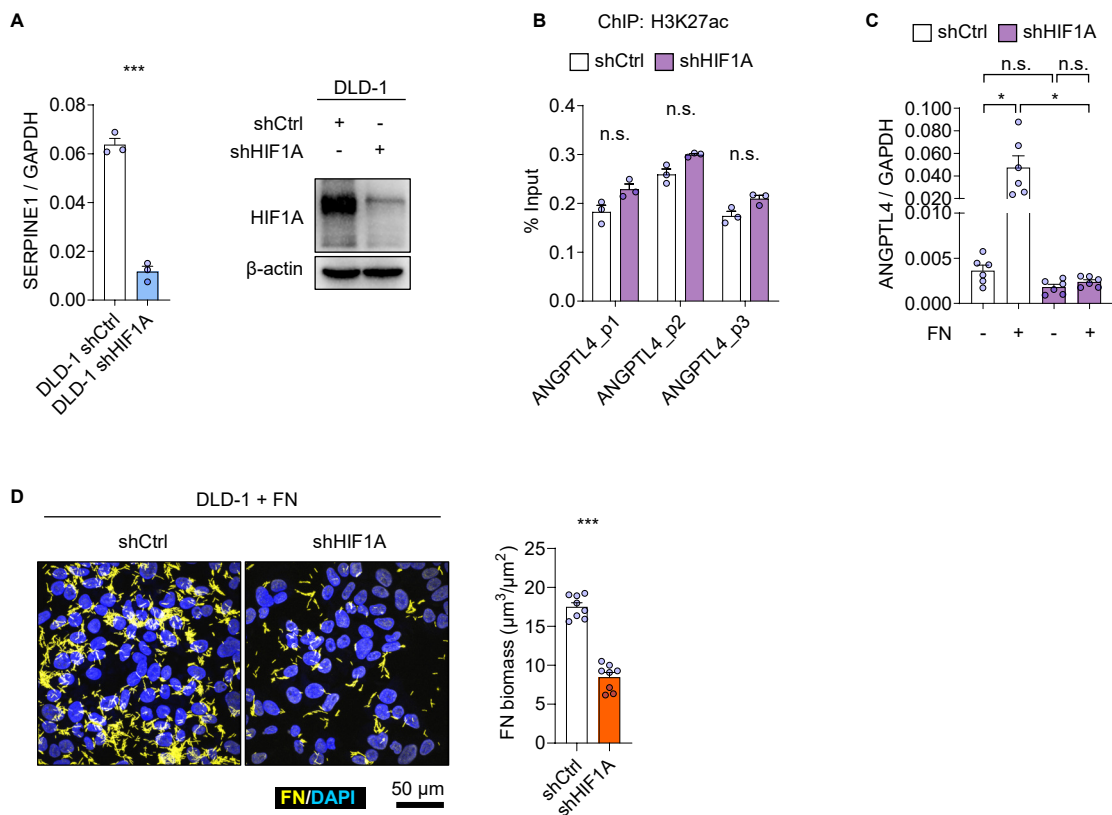 A
***
SERPINE1 / GAPDH
0.08
0.06
0.04
0.02
0.00
DLD-1 shCtrl
DLD-1 shHIF1A
DLD-1
shCtrl + -
shHIF1A - +
HIF1A
β-actin
B
ChIP: H3K27ac
shCtrl shHIF1A
% Input
0.4
0.3
0.2
0.1
0.0
n.s.
n.s.
n.s.
ANGPTL4_p1
ANGPTL4_p2
ANGPTL4_p3
C
shCtrl shHIF1A
n.s. n.s.
* *
ANGPTL4 / GAPDH
0.100
0.080
0.060
0.040
0.020
0.010
0.005
0.000
FN - + - +
D
DLD-1 + FN
shCtrl shHIF1A
FN/DAPI 50 µm
***
FN biomass (µm³/µm²)
25
20
15
10
5
0
shCtrl
shHIF1A